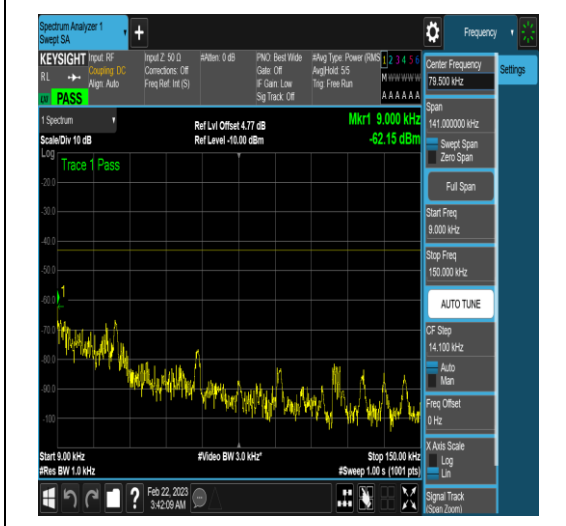 Spectrum Analyzer 1
Swept SA
+
Frequency
KEYSIGHT
RL
PASS
Input: RF
Coupling: DC
Align: Auto
Input Z: 50 Ω
Corrections: Off
Freq Ref: Int (S)
#Atten: 0 dB
PNO: Best Wide
Gate: Off
IF Gain: Low
Sig Track: Off
#Avg Type: Power (RMS
Avg|Hold: 5/5
Trig: Free Run
1 2 3 4 5 6
M W W W W W
A A A A A A
1 Spectrum
Scale/Div 10 dB
Log
Ref Lvl Offset 4.77 dB
Ref Level -10.00 dBm
Mkr1 9.000 kHz
-62.15 dBm
Trace 1 Pass
-20.0
-30.0
-40.0
-50.0
-60.0
-70.0
-80.0
-90.0
-100
1
Start 9.00 kHz
#Res BW 1.0 kHz
#Video BW 3.0 kHz*
Stop 150.00 kHz
#Sweep 1.00 s (1001 pts)
Feb 22, 2023
3:42:09 AM
?
Center Frequency
79.500 kHz
Settings
Span
141.000000 kHz
Swept Span
Zero Span
Full Span
Start Freq
9.000 kHz
Stop Freq
150.000 kHz
AUTO TUNE
CF Step
14.100 kHz
Auto
Man
Freq Offset
0 Hz
X Axis Scale
Log
Lin
Signal Track
(Span Zoom)